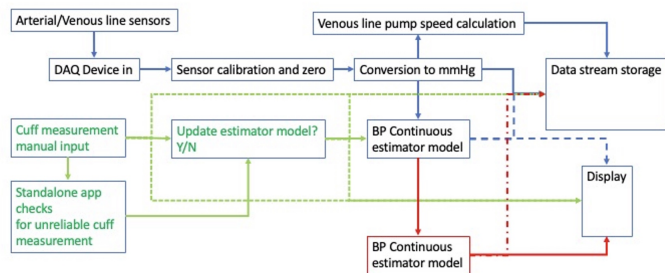 Arterial/Venous line sensors
Venous line pump speed calculation
DAQ Device in
Sensor calibration and zero
Conversion to mmHg
Data stream storage
Cuff measurement
manual input
Update estimator model?
Y/N
BP Continuous
estimator model
Standalone app
checks
for unreliable cuff
measurement
Display
BP Continuous
estimator model